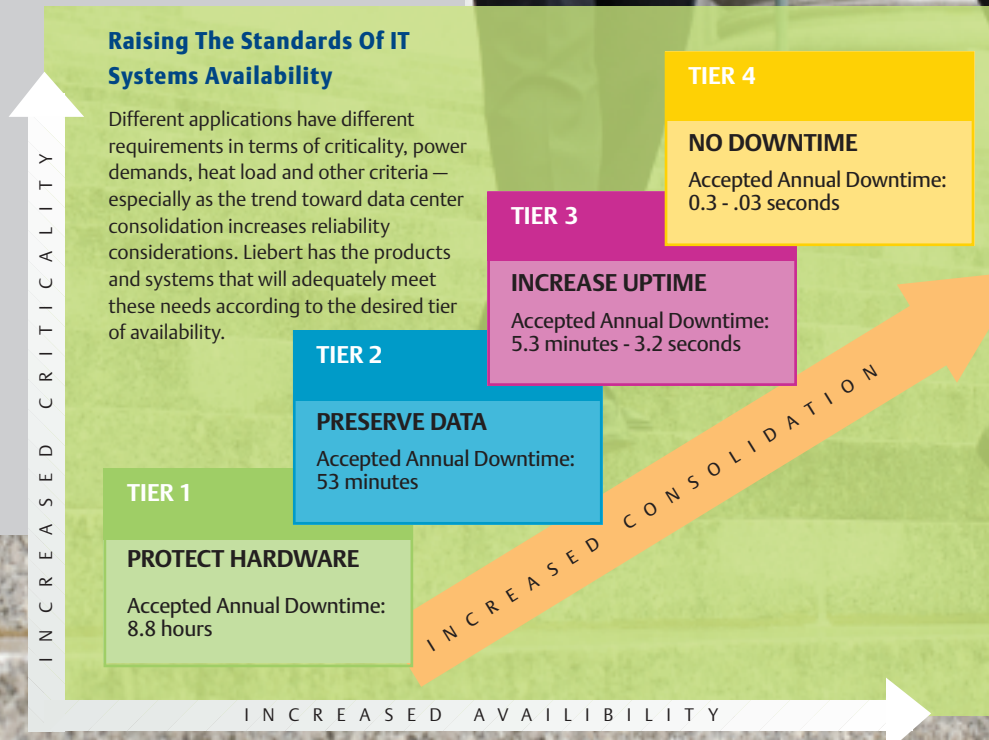 Raising The Standards Of IT
Systems Availability
Different applications have different
requirements in terms of criticality, power
demands, heat load and other criteria —
especially as the trend toward data center
consolidation increases reliability
considerations. Liebert has the products
and systems that will adequately meet
these needs according to the desired tier
of availability.
TIER 4
NO DOWNTIME
Accepted Annual Downtime:
0.3 - .03 seconds
TIER 3
INCREASE UPTIME
Accepted Annual Downtime:
5.3 minutes - 3.2 seconds
TIER 2
PRESERVE DATA
Accepted Annual Downtime:
53 minutes
TIER 1
PROTECT HARDWARE
Accepted Annual Downtime:
8.8 hours
INCREASED CRITICALITY
INCREASED CONSOLIDATION
INCREASED AVAILIBILITY